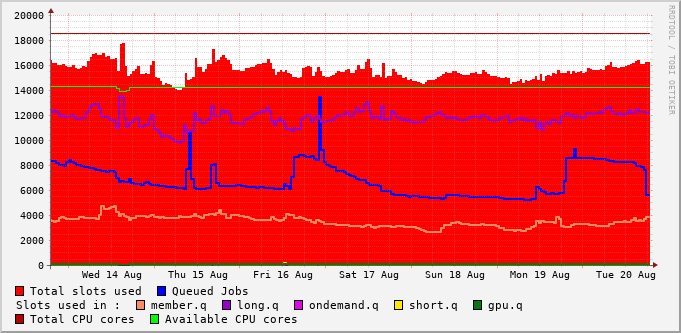 20000
18000
16000
14000
12000
10000
8000
6000
4000
2000
0
Wed 14 Aug Thu 15 Aug Fri 16 Aug Sat 17 Aug Sun 18 Aug Mon 19 Aug Tue 20 Aug
Total slots used Queued Jobs
Slots used in : member.q long.q ondemand.q short.q gpu.q
Total CPU cores Available CPU cores
RRDTOOL / TOBI OETIKER